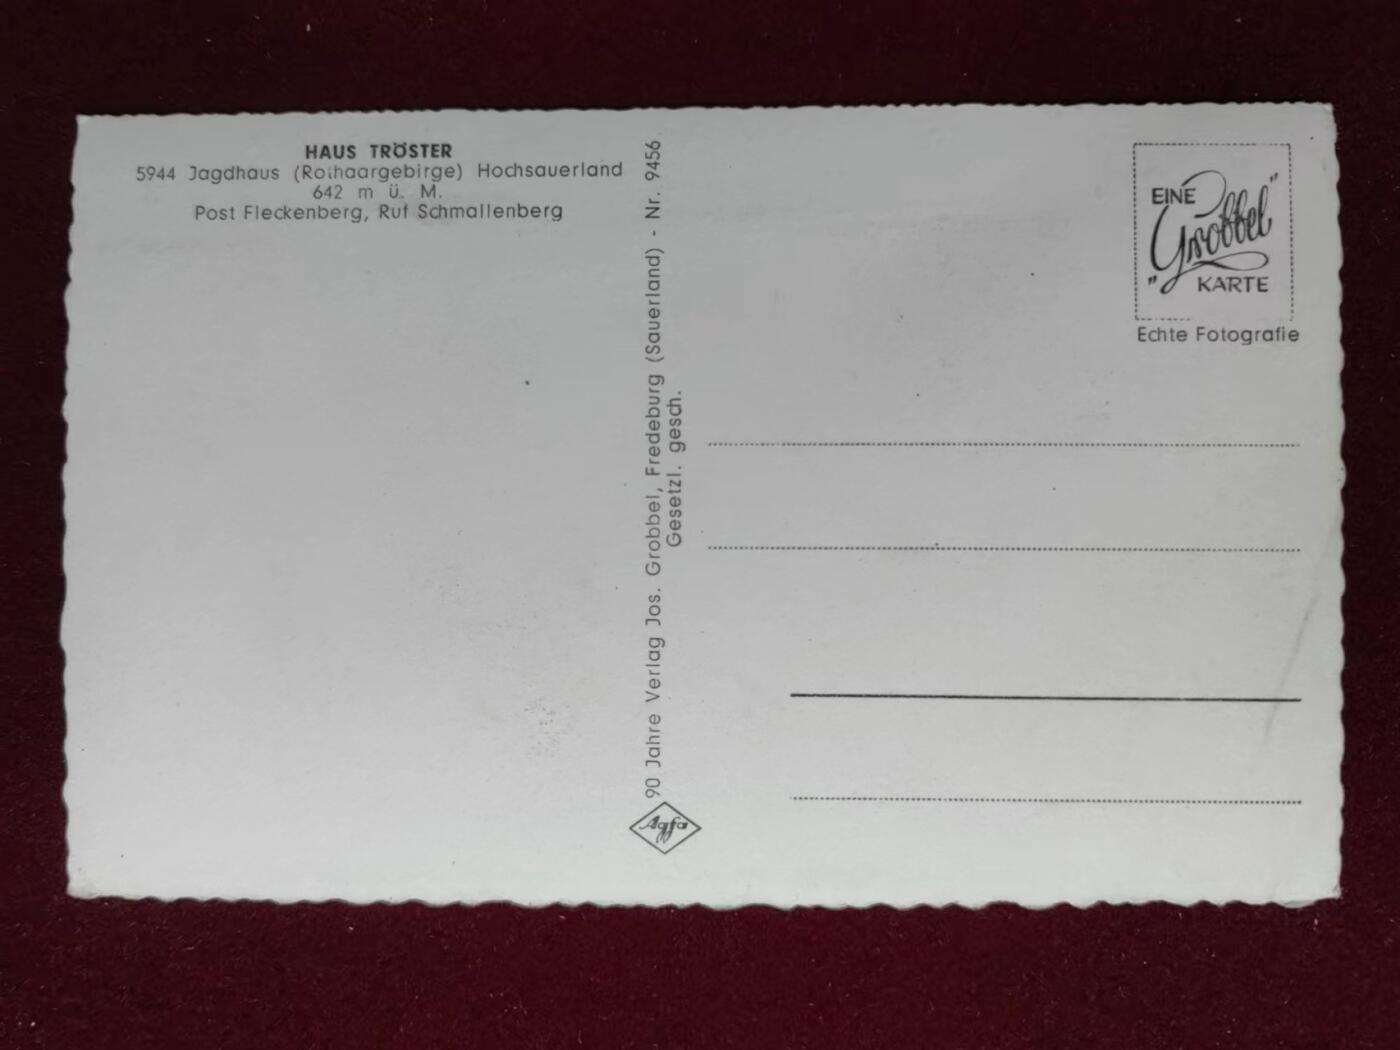 HAUS TRÖSTER
5944 Jagdhaus (Rothaargebirge) Hochsauerland
642 m ü. M.
Post Fleckenberg, Ruf Schmallenberg
90 Jahre Verlag Jos. Grobbel, Fredeburg (Sauerland) - Nr. 9456
Gesetzl. gesch.
Agfa
EINE
"Grobbel"
KARTE
Echte Fotografie